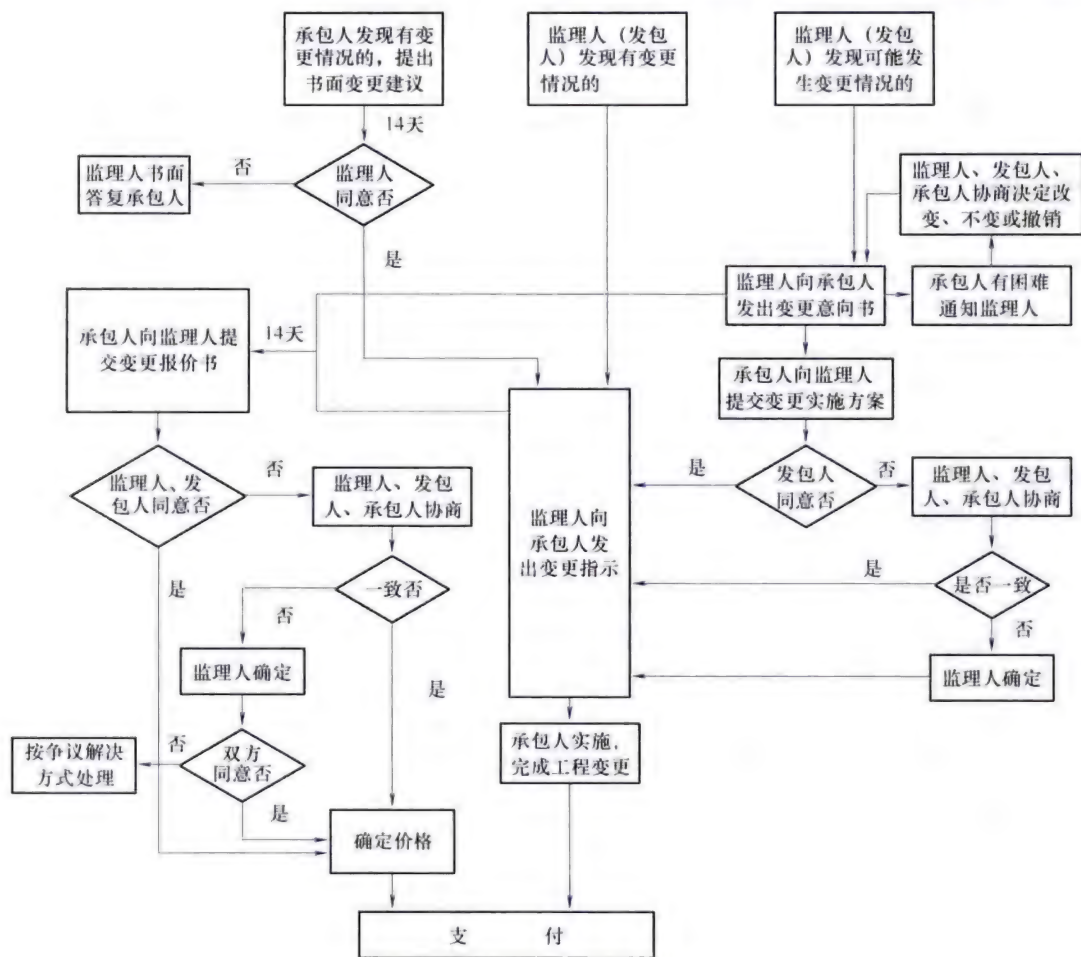 承包人发现有变
更情况的，提出
书面变更建议
监理人（发包
人）发现有变更
情况的
监理人（发包
人）发现可能发
生变更情况的
14天
监理人
同意否
否
监理人书面
答复承包人
是
监理人、发包人、
承包人协商决定改
变、不变或撤销
监理人向承包人
发出变更意向书
承包人有困难
通知监理人
承包人向监理人提
交变更报价书
14天
承包人向监理人
提交变更实施方案
监理人、发
包人同意否
否
监理人、发包
人、承包人协商
是
发包人
同意否
否
监理人、发包
人、承包人协商
监理人向
承包人发
出变更指示
是
一致否
否
是
是
是否一致
否
监理人确定
监理人确定
按争议解决
方式处理
否
双方
同意否
是
承包人实施，
完成工程变更
确定价格
支 付